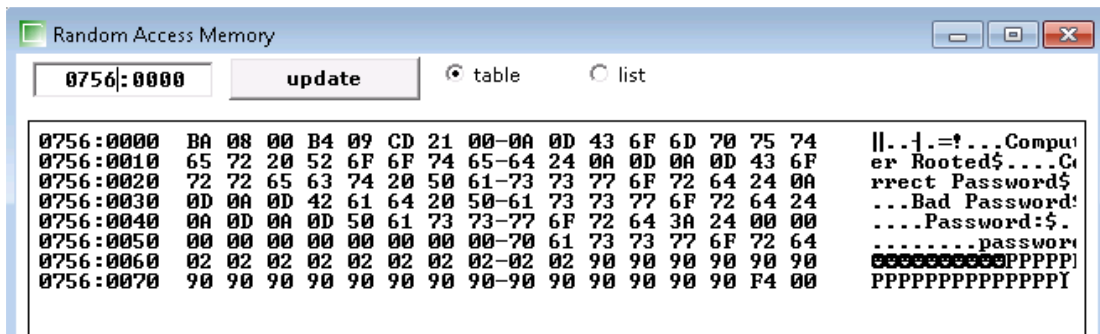 Random Access Memory
0756:0000 update table list
0756:0000 BA 08 00 B4 09 CD 21 00-0A 0D 43 6F 6D 70 75 74 ||..┤.=!...Comput
0756:0010 65 72 20 52 6F 6F 74 65-64 24 0A 0D 0A 0D 43 6F er Rooted$....Co
0756:0020 72 72 65 63 74 20 50 61-73 73 77 6F 72 64 24 0A rrect Password$
0756:0030 0D 0A 0D 42 61 64 20 50-61 73 73 77 6F 72 64 24 ...Bad Password$
0756:0040 0A 0D 0A 0D 50 61 73 73-77 6F 72 64 3A 24 00 00 ....Password:$.
0756:0050 00 00 00 00 00 00 00 00-70 61 73 73 77 6F 72 64 ........password
0756:0060 02 02 02 02 02 02 02 02-02 02 90 90 90 90 90 90 ☻☻☻☻☻☻☻☻☻☻PPPPPP
0756:0070 90 90 90 90 90 90 90 90-90 90 90 90 90 90 F4 00 PPPPPPPPPPPPPPY